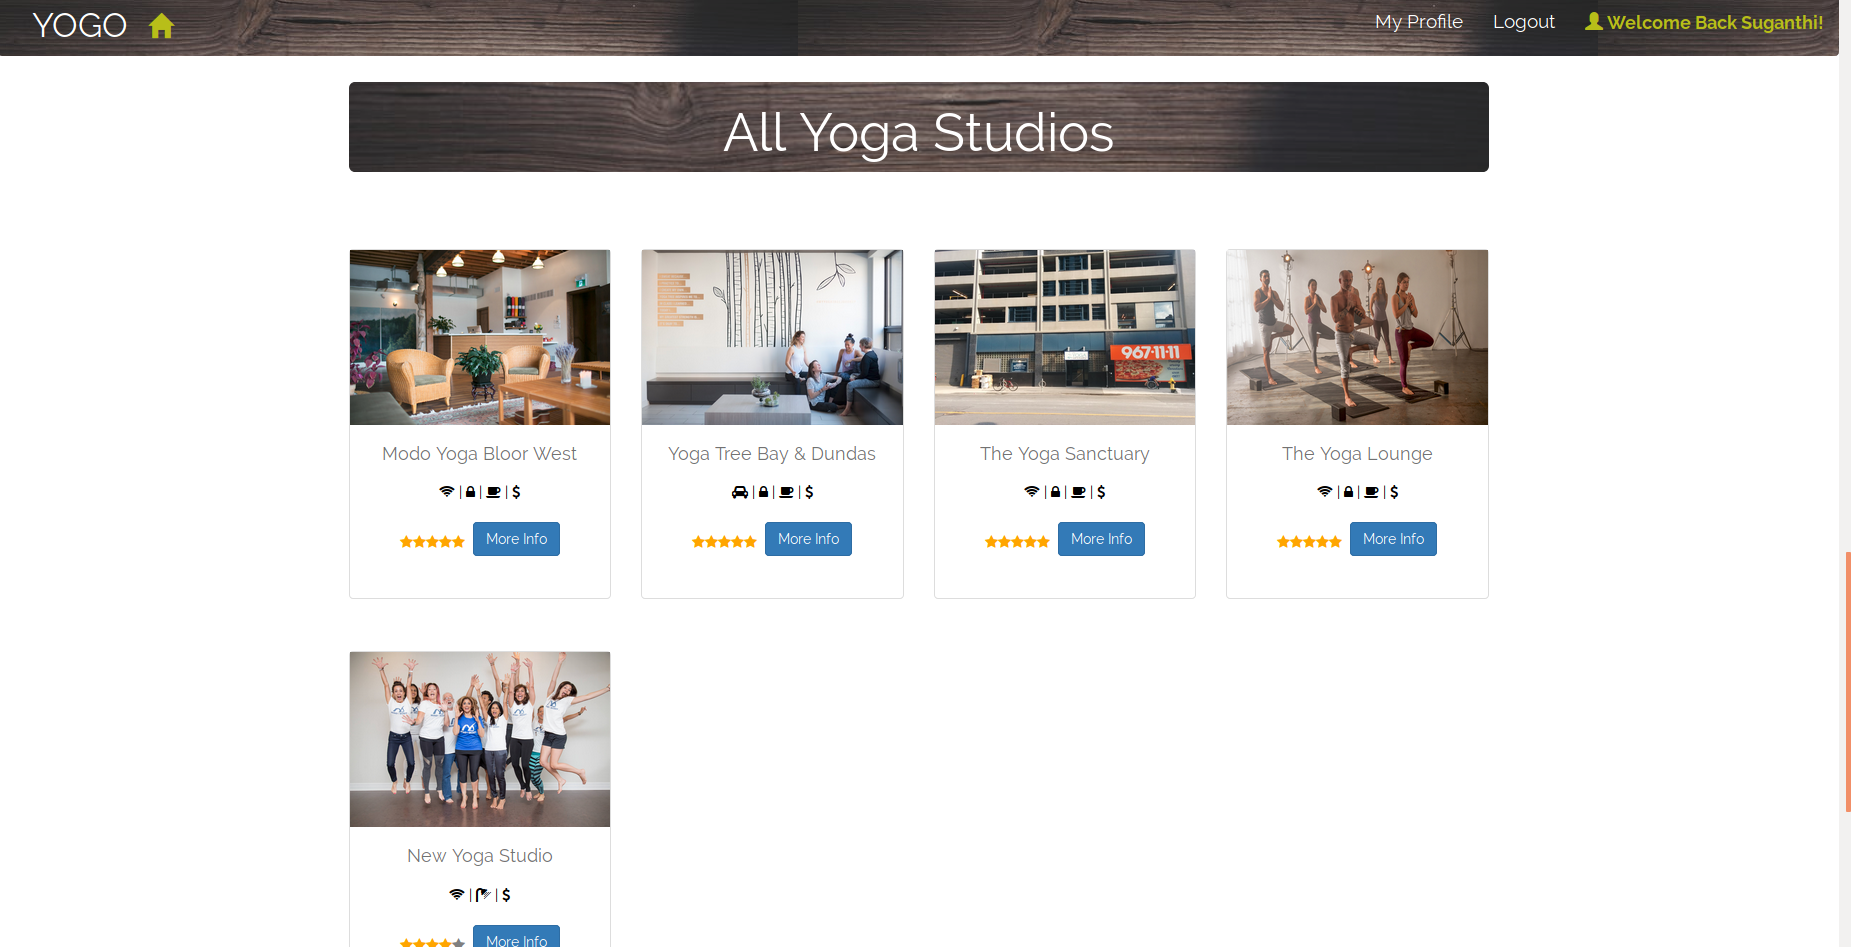 YOGO
My Profile
Logout
Welcome Back Suganthi!
All Yoga Studios
967-11-11
Modo Yoga Bloor West
Yoga Tree Bay & Dundas
The Yoga Sanctuary
The Yoga Lounge
| | | $
| | | $
| | | $
| | | $
More Info
More Info
More Info
More Info
New Yoga Studio
| | $
More Info